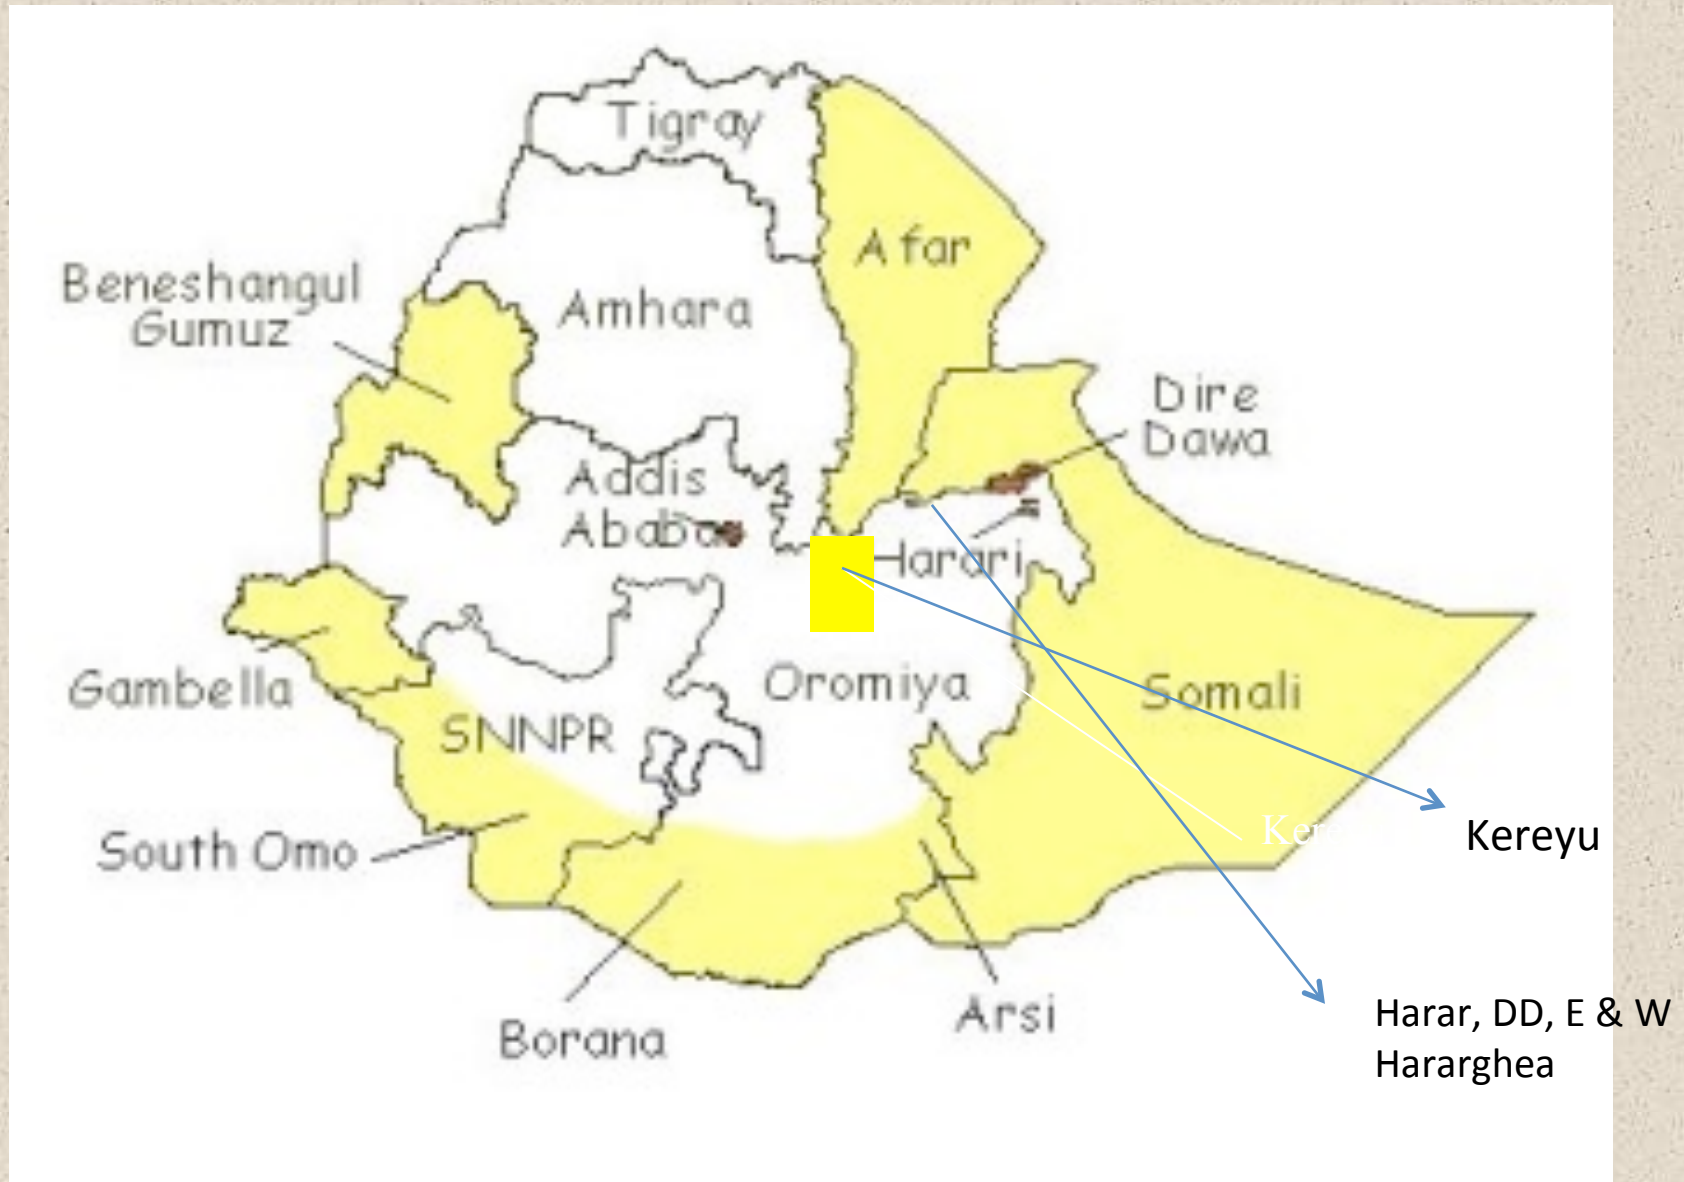 Tigray
Afar
Beneshangul
Gumuz
Amhara
Dire
Dawa
Addis
Ababa
Harari
Gambella
Oromiya
Somali
SNNPR
South Omo
Kereyu
Arsi
Borana
Harar, DD, E & W
Hararghea